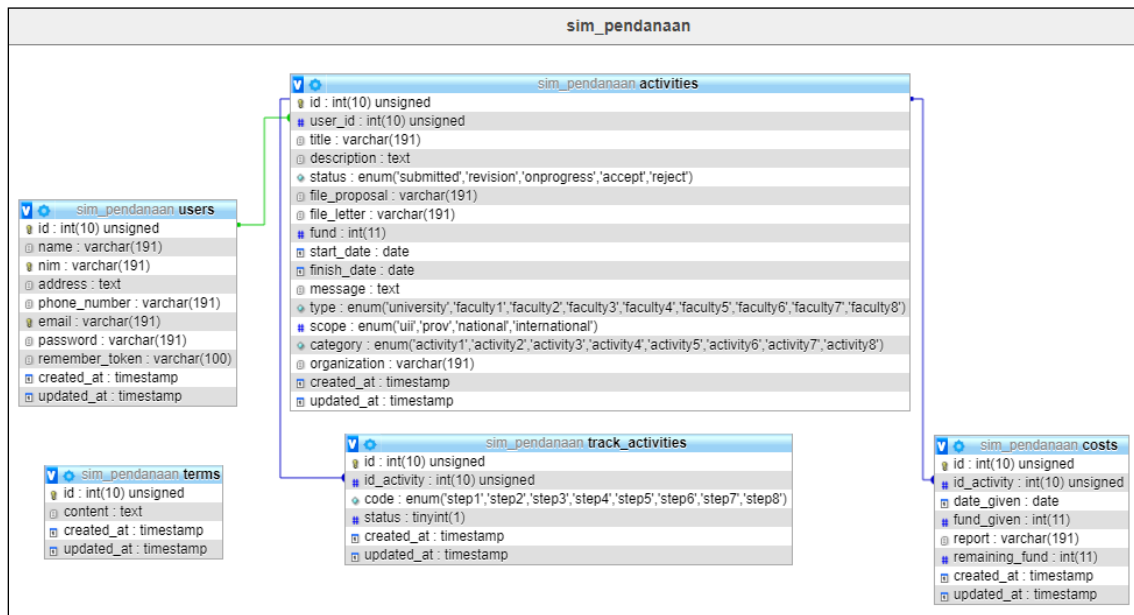 sim_pendanaan
sim_pendanaan activities
id : int(10) unsigned
user_id : int(10) unsigned
title : varchar(191)
description : text
status : enum('submitted','revision','onprogress','accept','reject')
file_proposal : varchar(191)
file_letter : varchar(191)
fund : int(11)
start_date : date
finish_date : date
message : text
type : enum('university','faculty1','faculty2','faculty3','faculty4','faculty5','faculty6','faculty7','faculty8')
scope : enum('uii','prov','national','international')
category : enum('activity1','activity2','activity3','activity4','activity5','activity6','activity7','activity8')
organization : varchar(191)
created_at : timestamp
updated_at : timestamp
sim_pendanaan users
id : int(10) unsigned
name : varchar(191)
nim : varchar(191)
address : text
phone_number : varchar(191)
email : varchar(191)
password : varchar(191)
remember_token : varchar(100)
created_at : timestamp
updated_at : timestamp
sim_pendanaan terms
id : int(10) unsigned
content : text
created_at : timestamp
updated_at : timestamp
sim_pendanaan track_activities
id : int(10) unsigned
id_activity : int(10) unsigned
code : enum('step1','step2','step3','step4','step5','step6','step7','step8')
status : tinyint(1)
created_at : timestamp
updated_at : timestamp
sim_pendanaan costs
id : int(10) unsigned
id_activity : int(10) unsigned
date_given : date
fund_given : int(11)
report : varchar(191)
remaining_fund : int(11)
created_at : timestamp
updated_at : timestamp